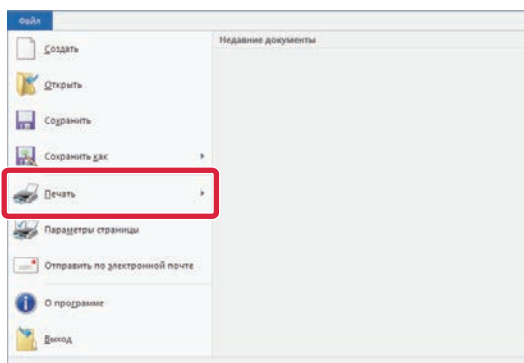 Файл
Недавние документы
Создать
Открыть
Сохранить
Сохранить как
Печать
Параметры страницы
Отправить по электронной почте
О программе
Выход